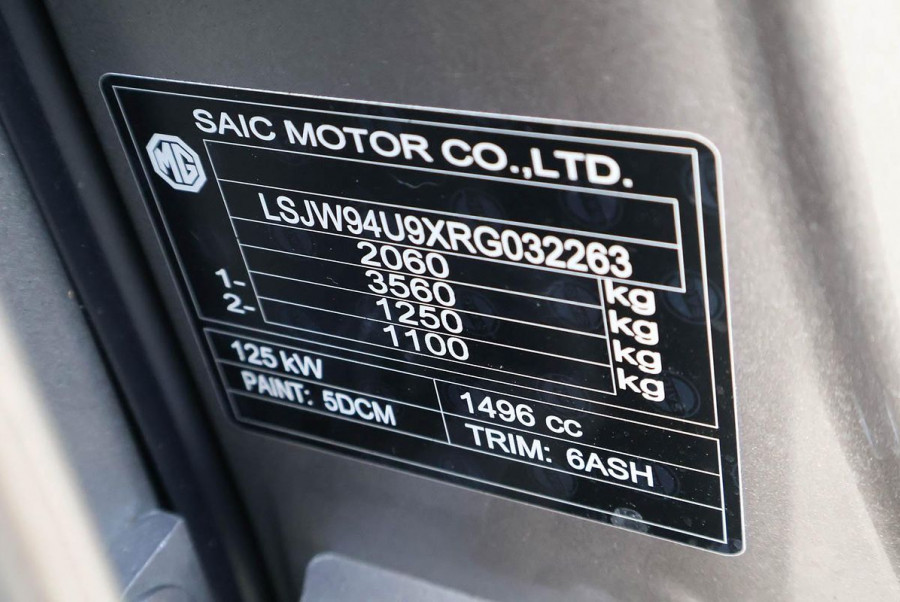 SAIC MOTOR CO.,LTD.
MG
LSJW94U9XRG032263
2060 kg
3560 kg
1- 1250 kg
2- 1100 kg
125 kW 1496 cc
PAINT: 5DCM TRIM: 6ASH